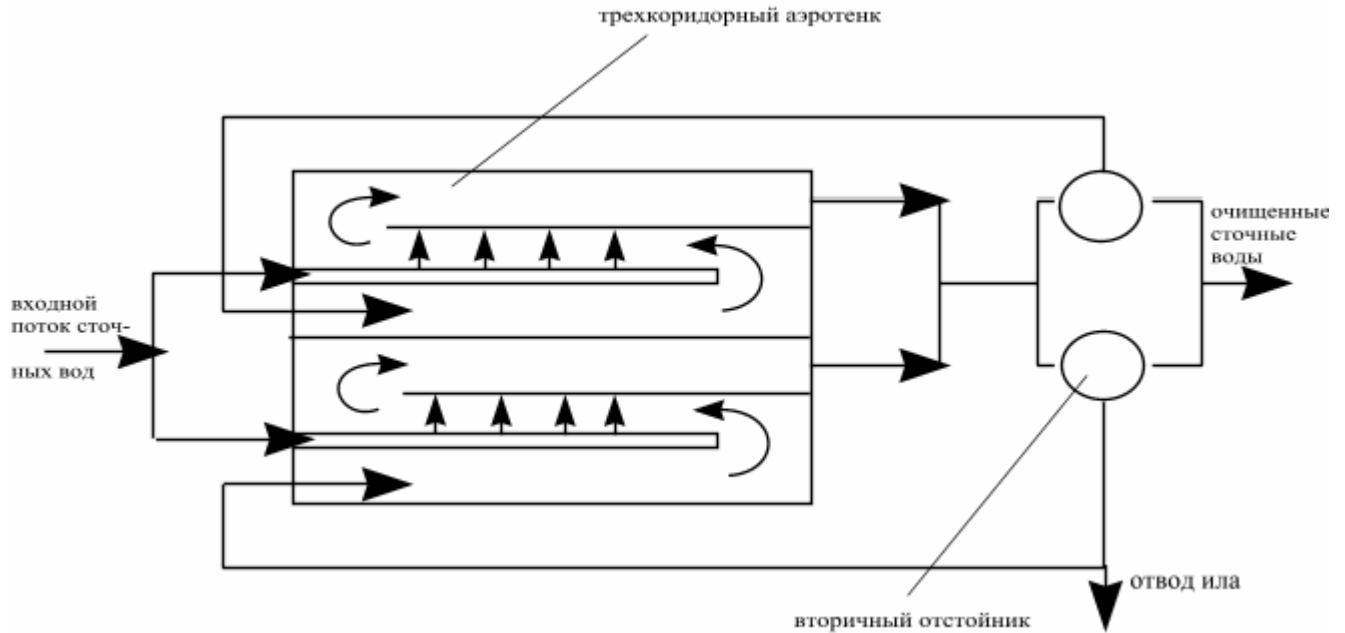 трехкоридорный аэротенк
очищенные
сточные
воды
входной
поток сточ-
ных вод
отвод ила
вторичный отстойник